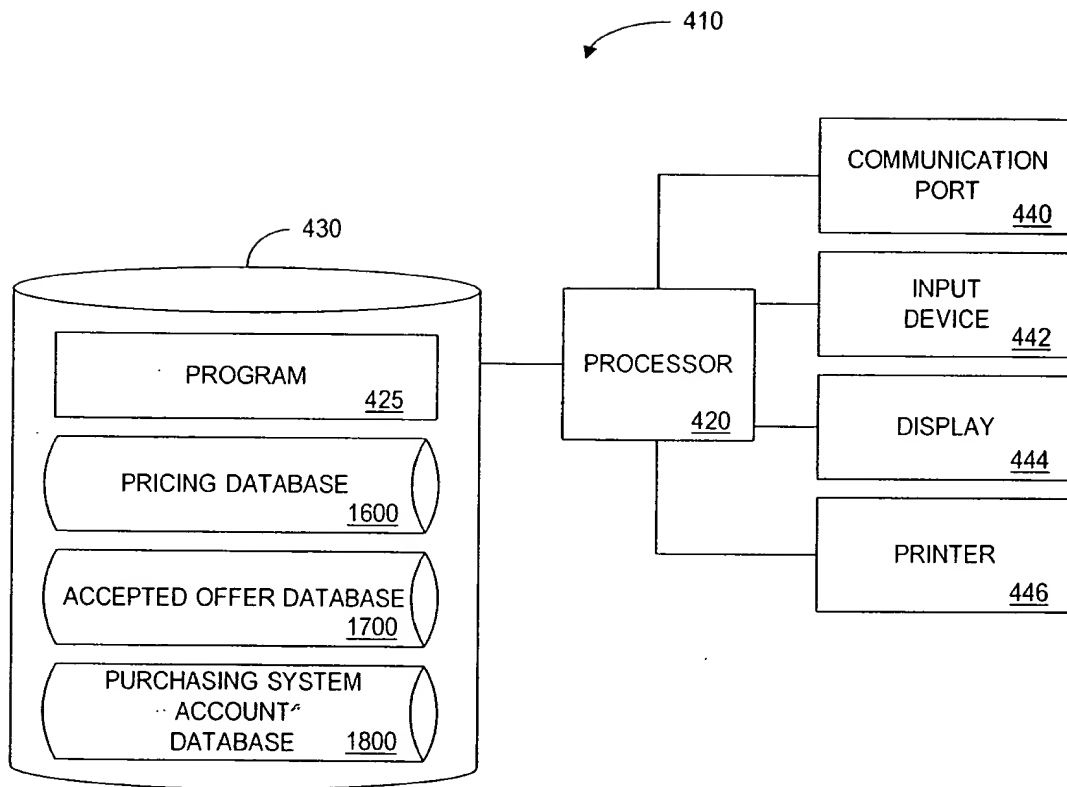 410
COMMUNICATION
PORT
440
430
INPUT
DEVICE
442
PROCESSOR
420
PROGRAM
425
DISPLAY
444
PRICING DATABASE
1600
PRINTER
446
ACCEPTED OFFER DATABASE
1700
PURCHASING SYSTEM
ACCOUNT
DATABASE
1800